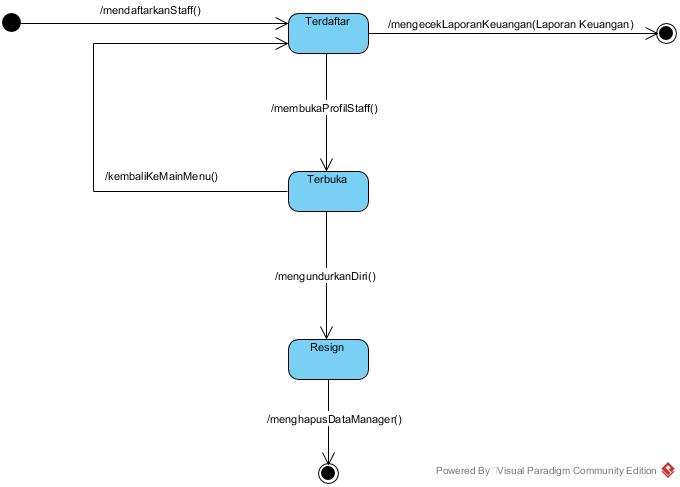 /mendaftarkanStaff()
Terdaftar
/mengecekLaporanKeuangan(Laporan Keuangan)
/membukaProfilStaff()
/kembaliKeMainMenu()
Terbuka
/mengundurkanDiri()
Resign
/menghapusDataManager()
Powered By Visual Paradigm Community Edition